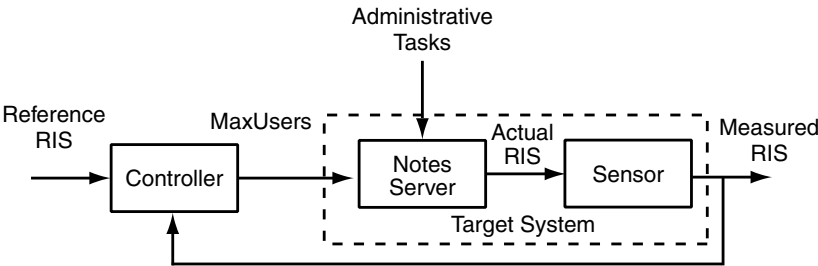 Administrative
Tasks
Reference
RIS
MaxUsers
Actual
RIS
Measured
RIS
Controller
Notes
Server
Sensor
Target System